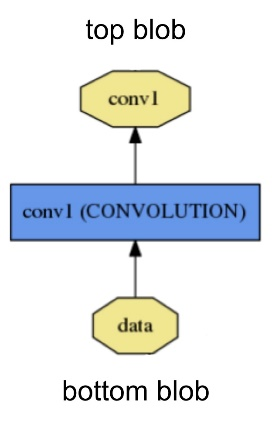 top blob
conv1
conv1 (CONVOLUTION)
data
bottom blob